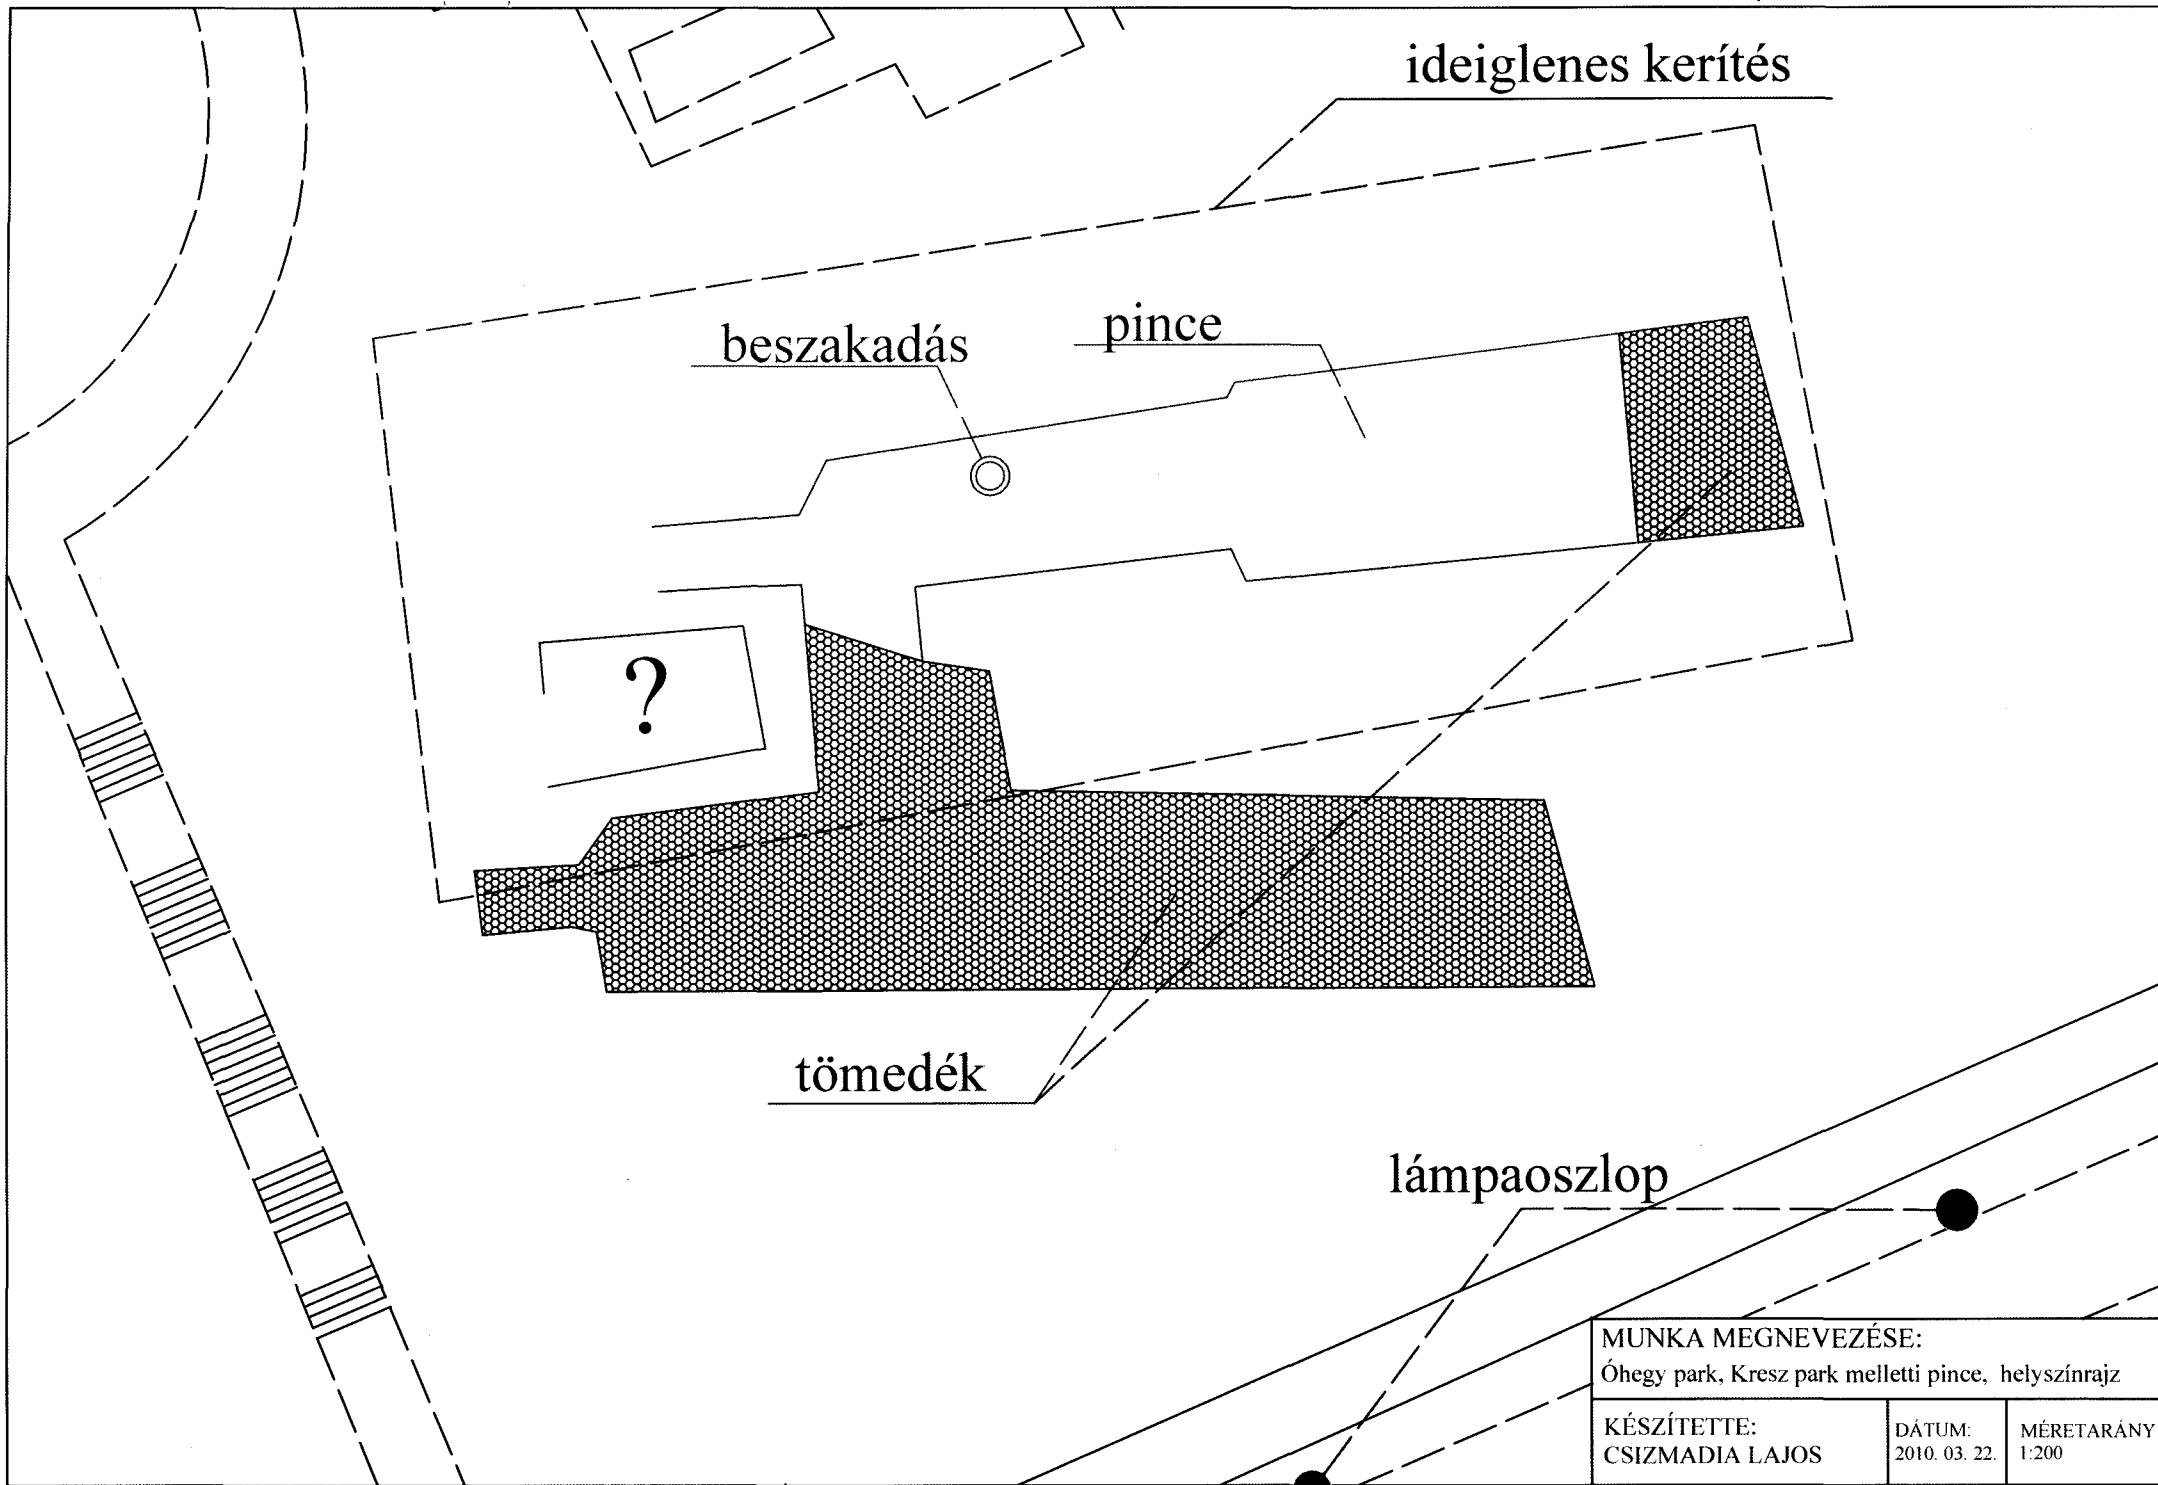 ideiglenes kerítés
beszakadás
pince
?
tömedék
lámpaoszlop
MUNKA MEGNEVEZÉSE:
Óhegy park, Kresz park melletti pince, helyszínrajz
KÉSZÍTETTE:
CSIZMADIA LAJOS
DÁTUM:
2010. 03. 22.
MÉRETARÁNY
1:200